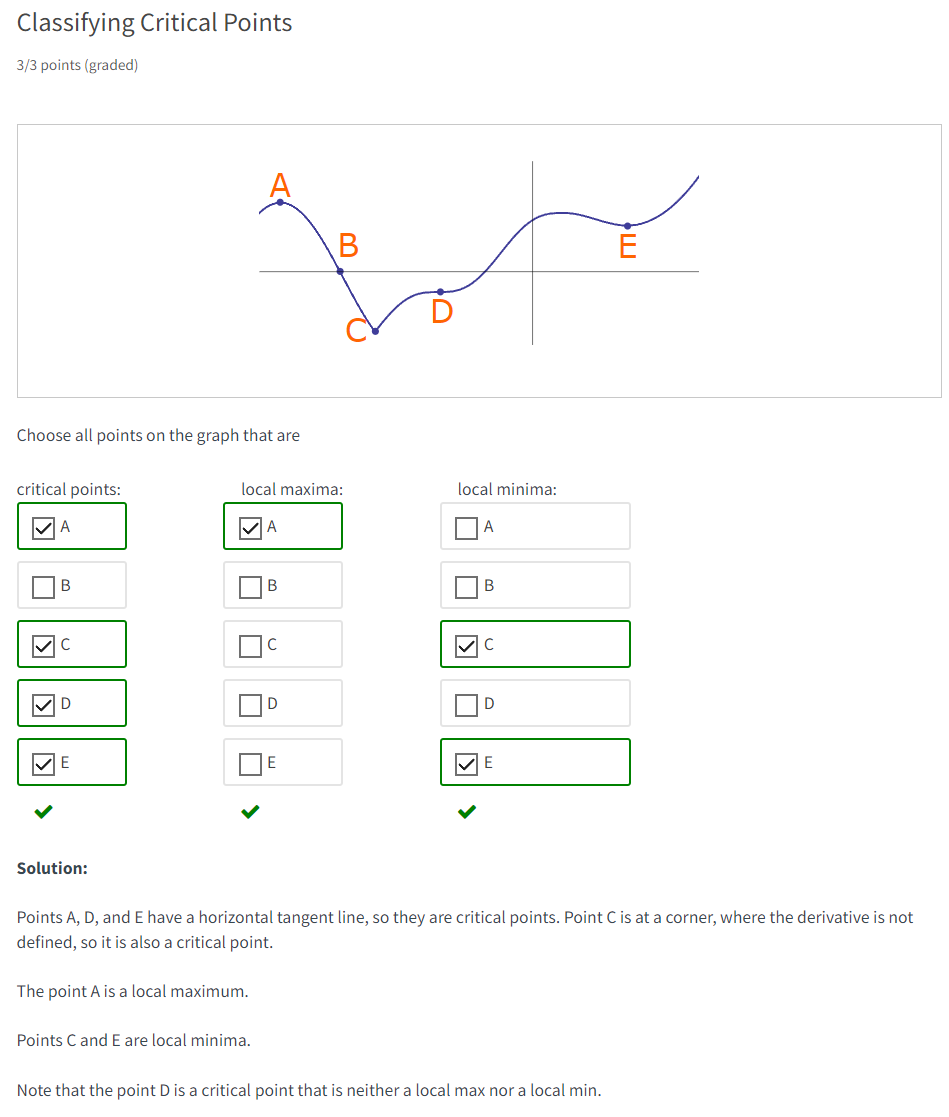 Classifying Critical Points
3/3 points (graded)
A
B
C
D
E
Choose all points on the graph that are
critical points: local maxima: local minima:
A A A
B B B
C C C
D D D
E E E
Solution:
Points A, D, and E have a horizontal tangent line, so they are critical points. Point C is at a corner, where the derivative is not
defined, so it is also a critical point.
The point A is a local maximum.
Points C and E are local minima.
Note that the point D is a critical point that is neither a local max nor a local min.